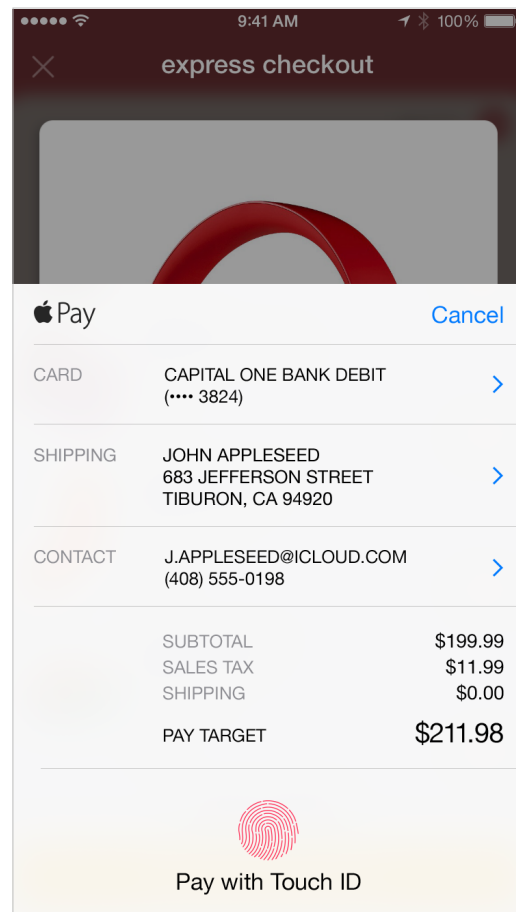 9:41 AM 100%
express checkout
Pay Cancel
CARD CAPITAL ONE BANK DEBIT
(•••• 3824)
SHIPPING JOHN APPLESEED
683 JEFFERSON STREET
TIBURON, CA 94920
CONTACT J.APPLESEED@ICLOUD.COM
(408) 555-0198
SUBTOTAL $199.99
SALES TAX $11.99
SHIPPING $0.00
PAY TARGET $211.98
Pay with Touch ID